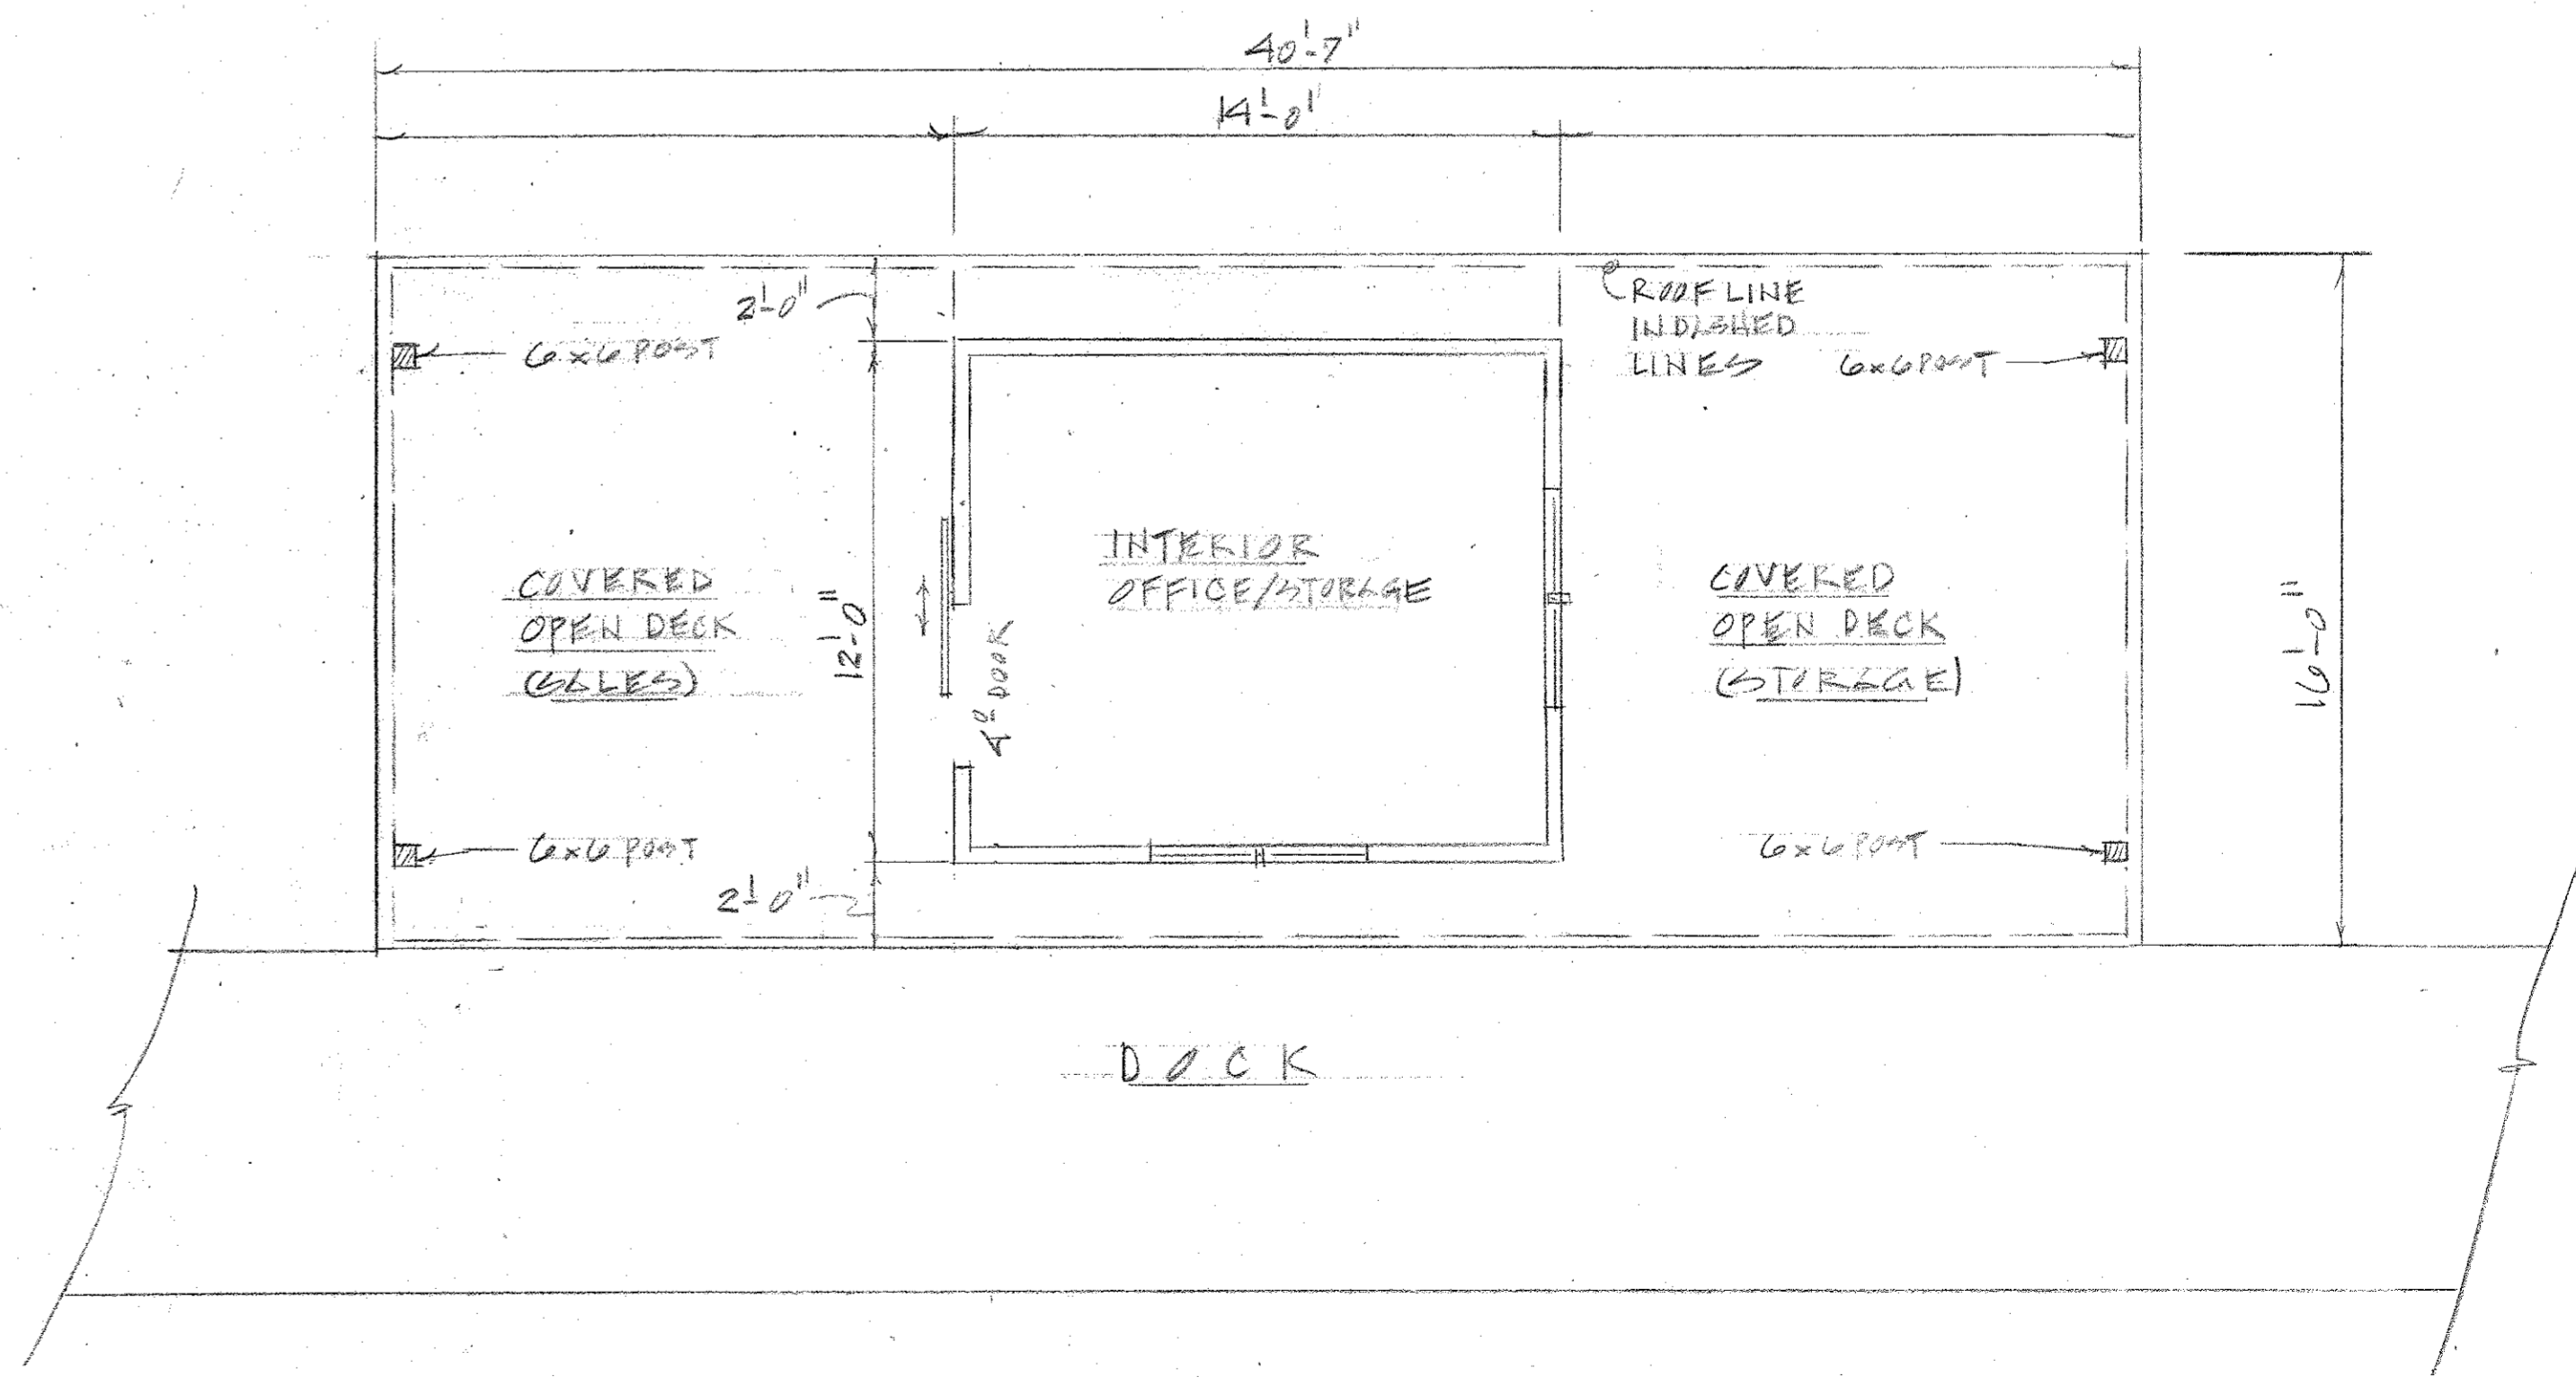 40'-7"
14'-0"
2'-0"
ROOF LINE
IN DASHED
LINES
6x6 POST
6x6 POST
INTERIOR
OFFICE/STORAGE
COVERED
OPEN DECK
(SALES)
12'-0"
4⁰ DOOR
COVERED
OPEN DECK
(STORAGE)
16'-0"
6x6 POST
6x6 POST
2'-0"
DOCK